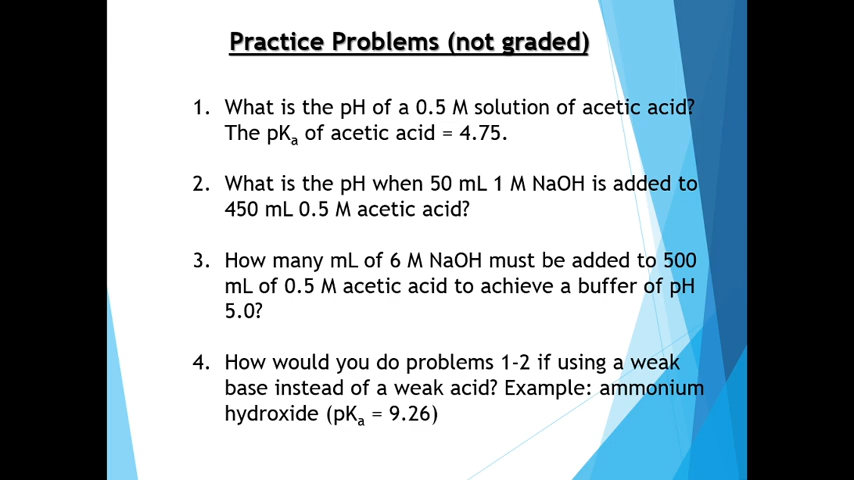 Practice Problems (not graded)
1. What is the pH of a 0.5 M solution of acetic acid?
The pKₐ of acetic acid = 4.75.
2. What is the pH when 50 mL 1 M NaOH is added to
450 mL 0.5 M acetic acid?
3. How many mL of 6 M NaOH must be added to 500
mL of 0.5 M acetic acid to achieve a buffer of pH
5.0?
4. How would you do problems 1-2 if using a weak
base instead of a weak acid? Example: ammonium
hydroxide (pKₐ = 9.26)